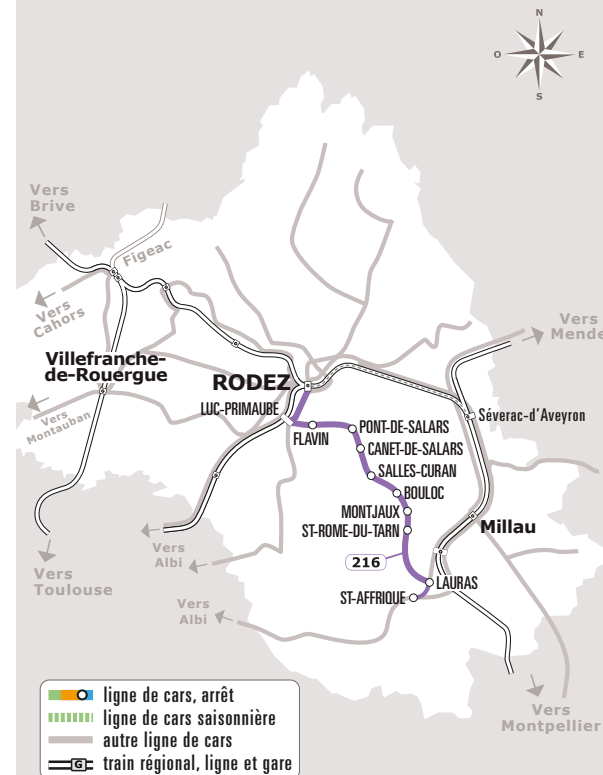 N
O
E
S
Vers
Brive
Figeac
Vers
Cahors
Vers
Mende
Villefranche-
de-Rouergue
RODEZ
LUC-PRIMAUBE
Séverac-d'Aveyron
Vers
Montauban
FLAVIN
PONT-DE-SALARS
CANET-DE-SALARS
SALLES-CURAN
BOULOC
MONTJAUX
Millau
ST-ROME-DU-TARN
Vers
Albi
216
Vers
Toulouse
LAURAS
ST-AFFRIQUE
Vers
Albi
Vers
Montpellier
ligne de cars, arrêt
ligne de cars saisonnière
autre ligne de cars
G
train régional, ligne et gare